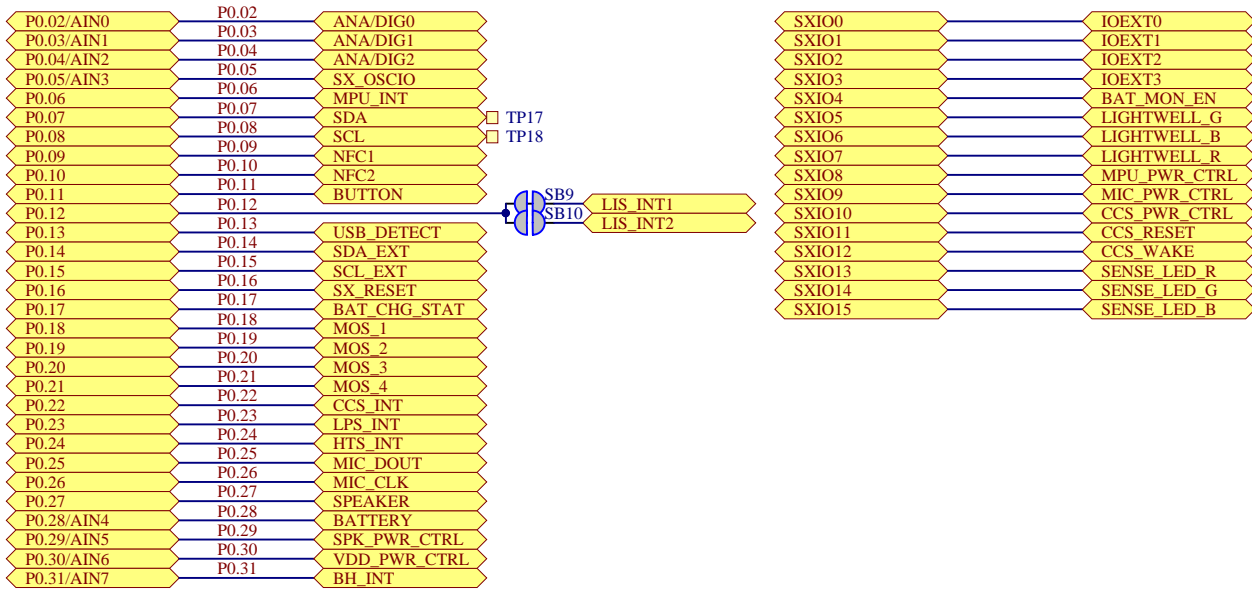 P0.02/AIN0 P0.02 ANA/DIG0
P0.03/AIN1 P0.03 ANA/DIG1
P0.04/AIN2 P0.04 ANA/DIG2
P0.05/AIN3 P0.05 SX_OSCIO
P0.06 P0.06 MPU_INT
P0.07 P0.07 SDA TP17
P0.08 P0.08 SCL TP18
P0.09 P0.09 NFC1
P0.10 P0.10 NFC2
P0.11 P0.11 BUTTON
P0.12 P0.12 SB9 LIS_INT1
SB10 LIS_INT2
P0.13 P0.13 USB_DETECT
P0.14 P0.14 SDA_EXT
P0.15 P0.15 SCL_EXT
P0.16 P0.16 SX_RESET
P0.17 P0.17 BAT_CHG_STAT
P0.18 P0.18 MOS_1
P0.19 P0.19 MOS_2
P0.20 P0.20 MOS_3
P0.21 P0.21 MOS_4
P0.22 P0.22 CCS_INT
P0.23 P0.23 LPS_INT
P0.24 P0.24 HTS_INT
P0.25 P0.25 MIC_DOUT
P0.26 P0.26 MIC_CLK
P0.27 P0.27 SPEAKER
P0.28/AIN4 P0.28 BATTERY
P0.29/AIN5 P0.29 SPK_PWR_CTRL
P0.30/AIN6 P0.30 VDD_PWR_CTRL
P0.31/AIN7 P0.31 BH_INT
SXIO0 IOEXT0
SXIO1 IOEXT1
SXIO2 IOEXT2
SXIO3 IOEXT3
SXIO4 BAT_MON_EN
SXIO5 LIGHTWELL_G
SXIO6 LIGHTWELL_B
SXIO7 LIGHTWELL_R
SXIO8 MPU_PWR_CTRL
SXIO9 MIC_PWR_CTRL
SXIO10 CCS_PWR_CTRL
SXIO11 CCS_RESET
SXIO12 CCS_WAKE
SXIO13 SENSE_LED_R
SXIO14 SENSE_LED_G
SXIO15 SENSE_LED_B